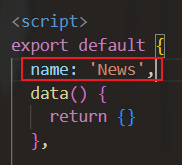 <script>
export default {
name: 'News',
data() {
return {}
},